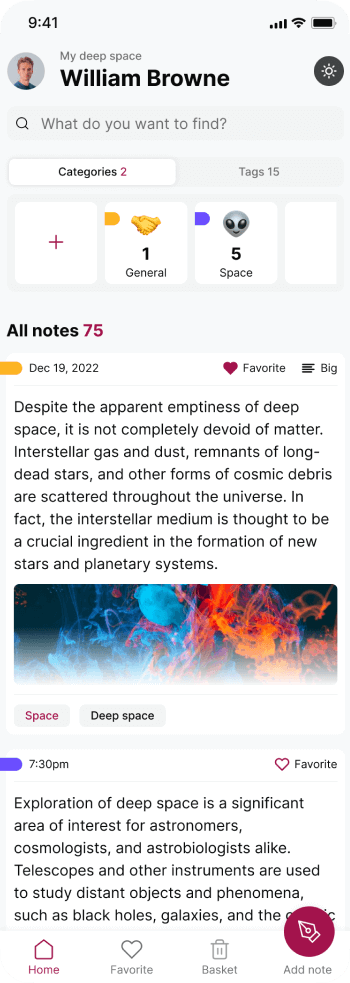 9:41
My deep space
William Browne
What do you want to find?
Categories 2
Tags 15
1
General
5
Space
All notes 75
Dec 19, 2022
Favorite
Big
Despite the apparent emptiness of deep
space, it is not completely devoid of matter.
Interstellar gas and dust, remnants of long-
dead stars, and other forms of cosmic debris
are scattered throughout the universe. In
fact, the interstellar medium is thought to be
a crucial ingredient in the formation of new
stars and planetary systems.
Space
Deep space
7:30pm
Favorite
Exploration of deep space is a significant
area of interest for astronomers,
cosmologists, and astrobiologists alike.
Telescopes and other instruments are used
to study distant objects and phenomena,
such as black holes, galaxies, and the
Home
Favorite
Basket
Add note